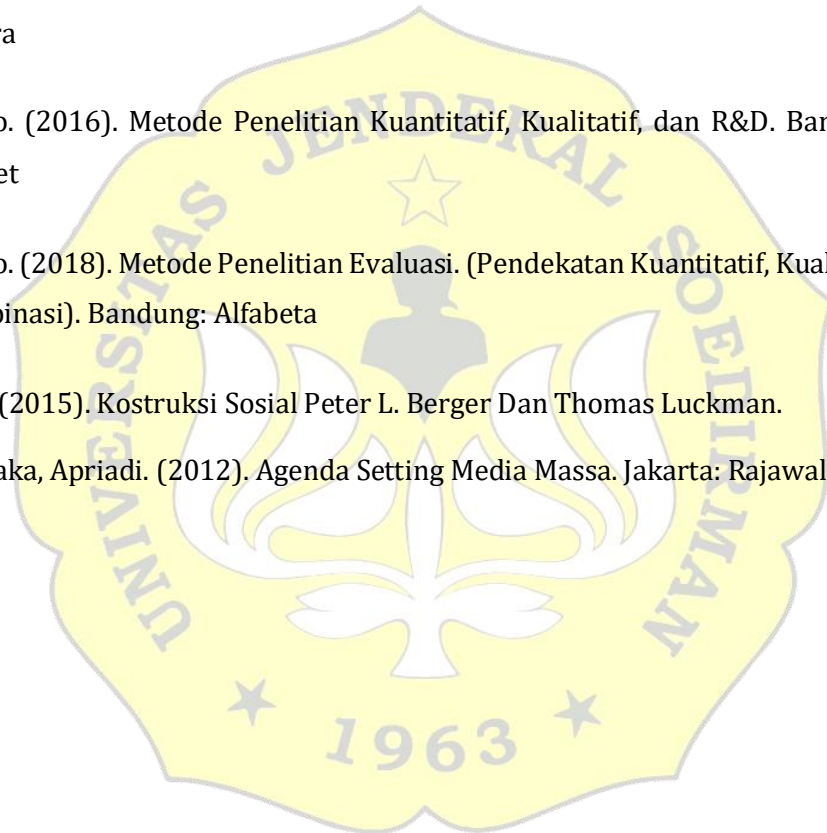 ra
o. (2016). Metode Penelitian Kuantitatif, Kualitatif, dan R&D. Ban
et
o. (2018). Metode Penelitian Evaluasi. (Pendekatan Kuantitatif, Kual
binasi). Bandung: Alfabeta
(2015). Kostruksi Sosial Peter L. Berger Dan Thomas Luckman.
aka, Apriadi. (2012). Agenda Setting Media Massa. Jakarta: Rajawal
UNIVERSITAS JENDERAL SOEDIRMAN
1963